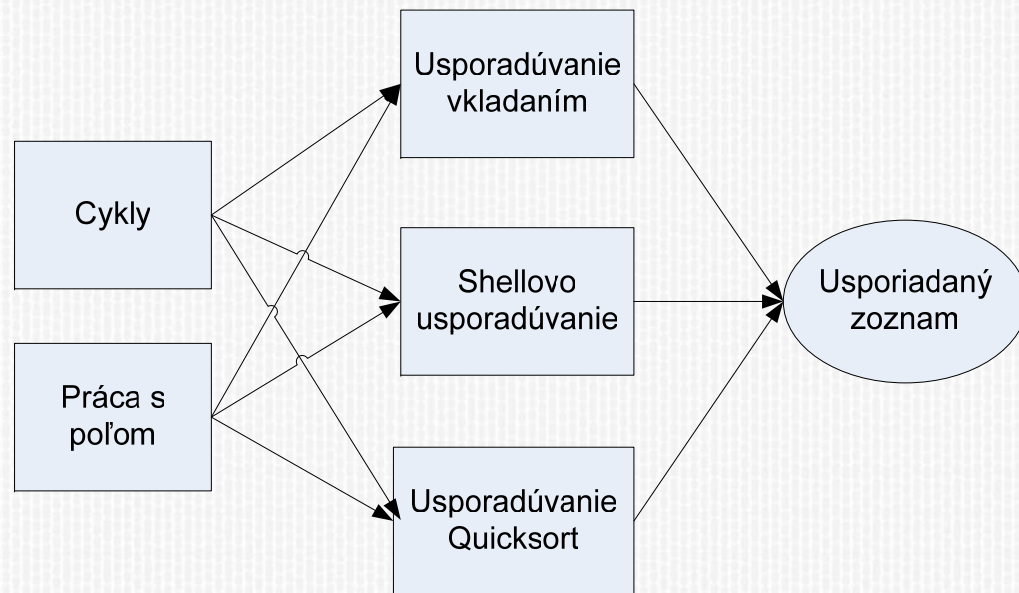 Usporadúvanie
vkladaním
Cykly
Shellovo
usporadúvanie
Usporiadaný
zoznam
Práca s
poľom
Usporadúvanie
Quicksort